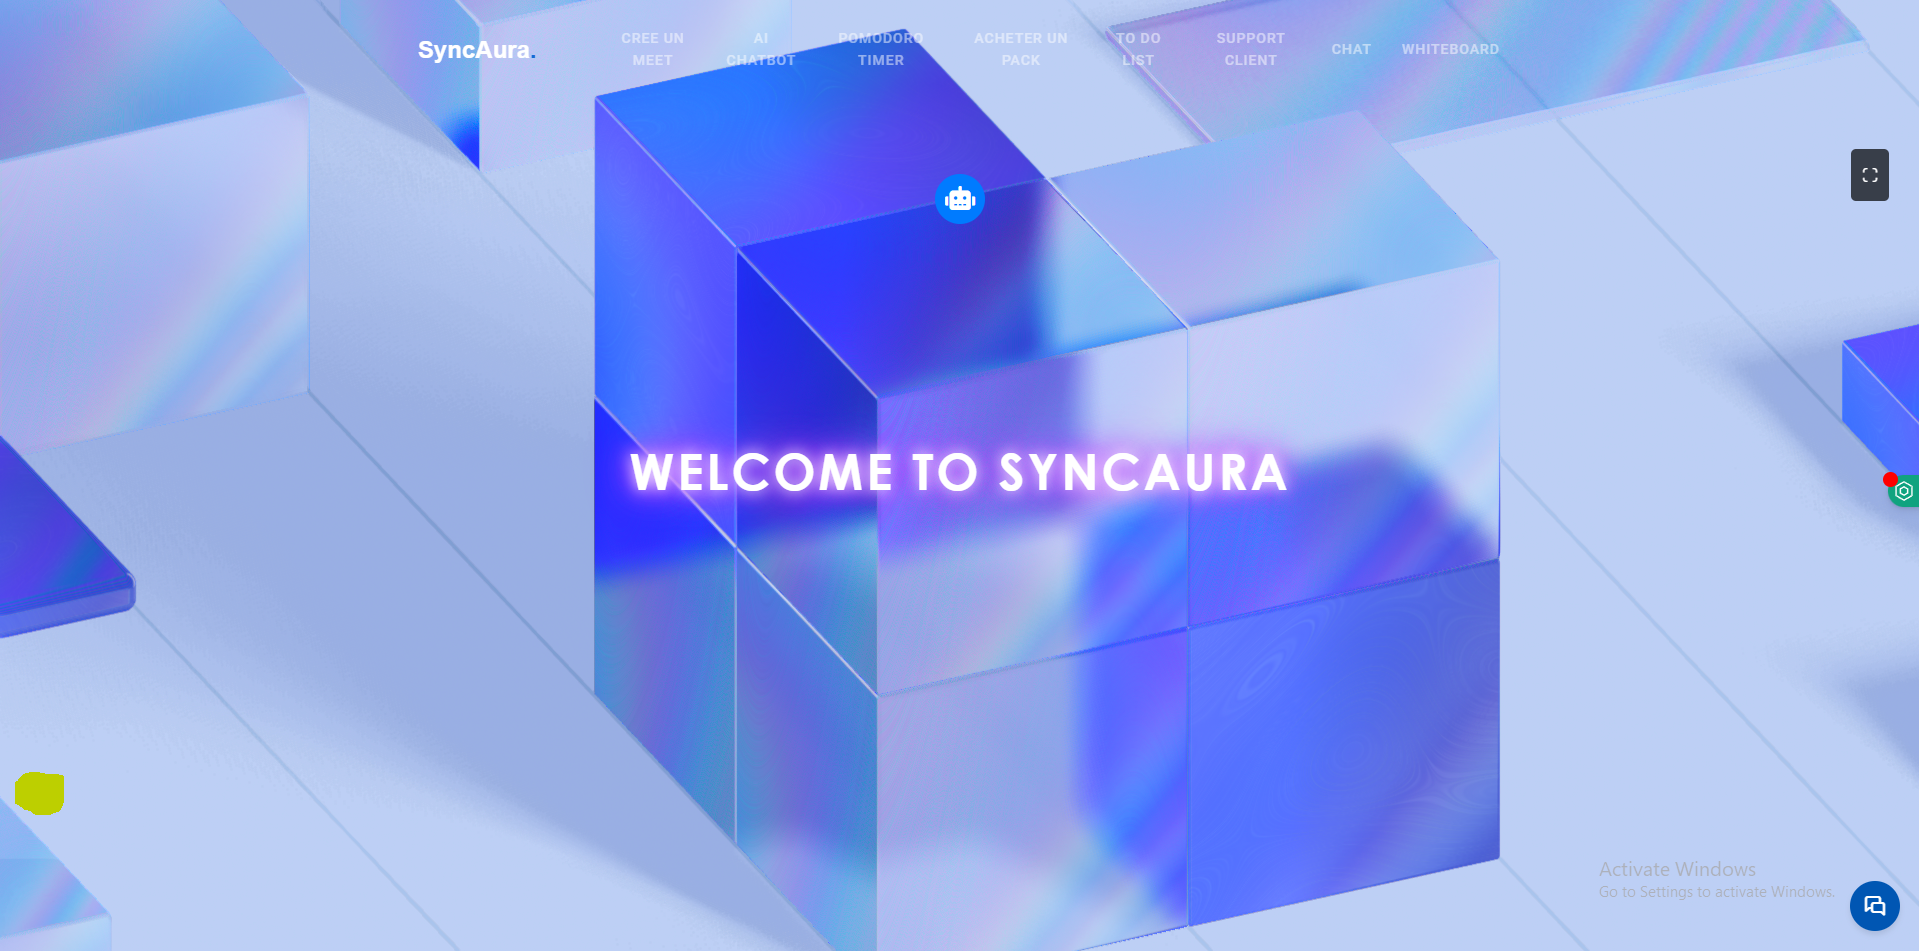 SyncAura.
CREE UN
MEET
AI
CHATBOT
POMODORO
TIMER
ACHETER UN
PACK
TO DO
LIST
SUPPORT
CLIENT
CHAT
WHITEBOARD
WELCOME TO SYNCAURA
Activate Windows
Go to Settings to activate Windows.